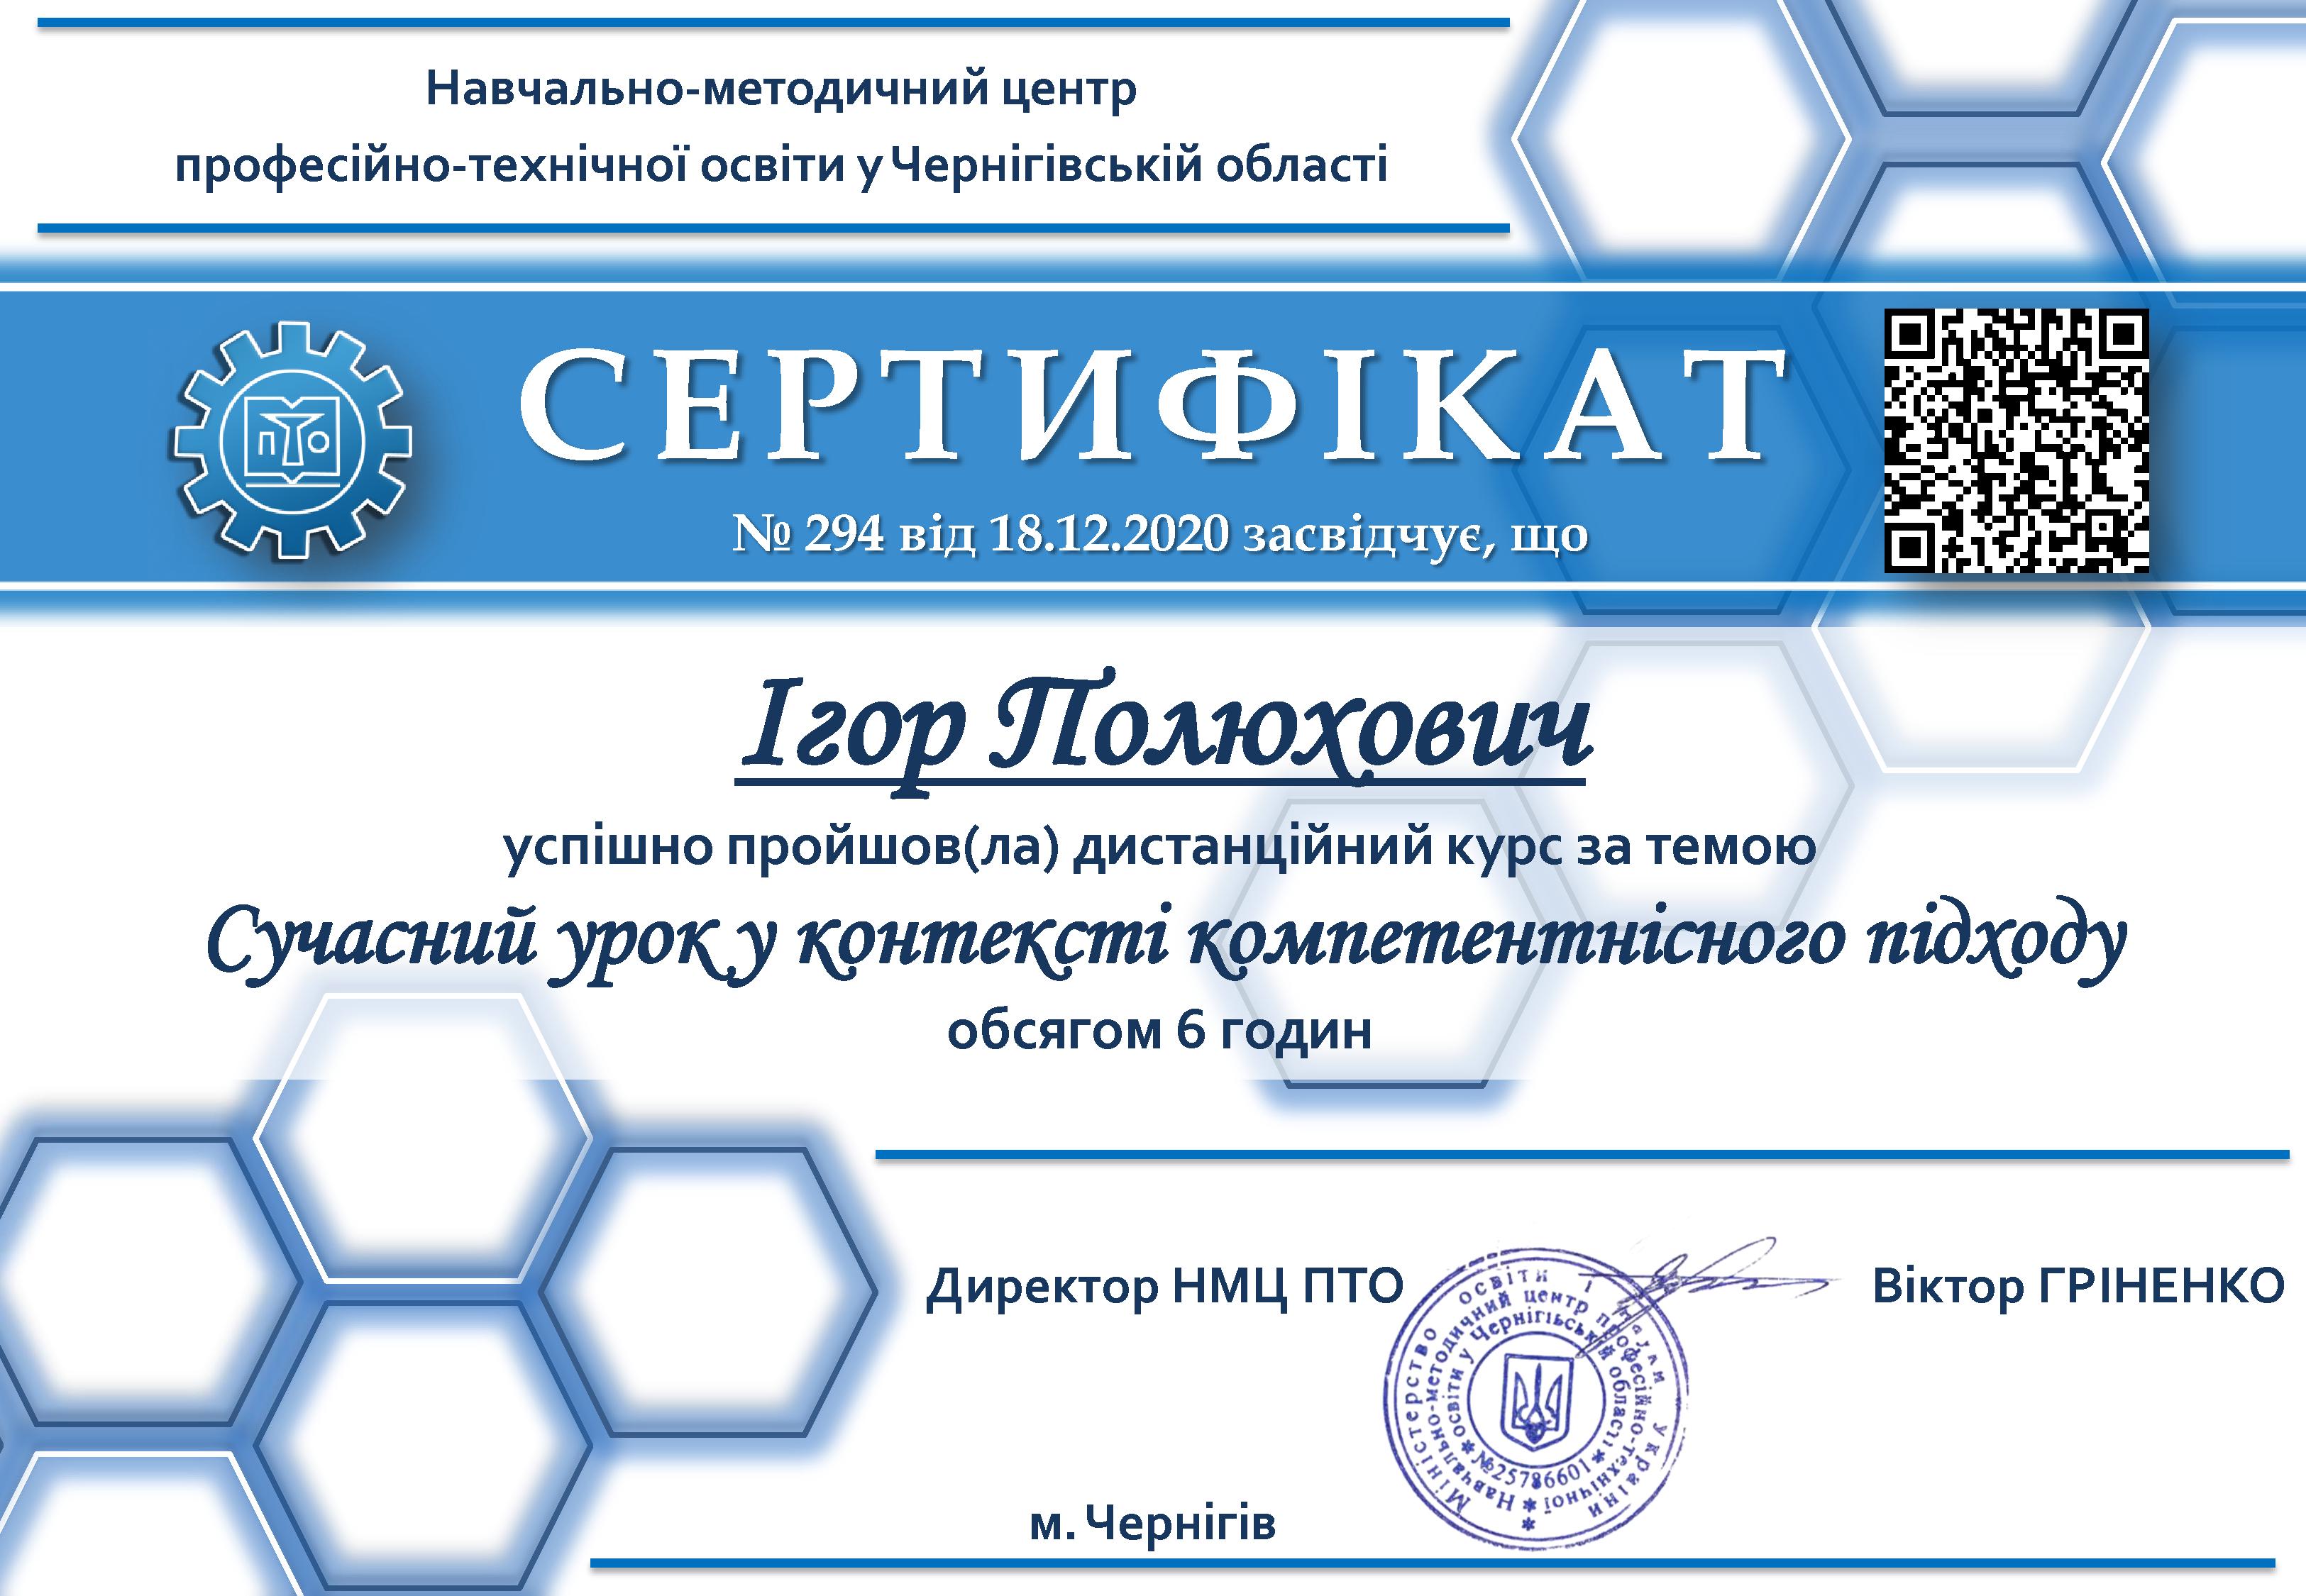 Навчально-методичний центр
професійно-технічної освіти у Чернігівській області
СЕРТИФІКАТ
ПТО
№ 294 від 18.12.2020 засвідчує, що
Ігор Полюхович
успішно пройшов(ла) дистанційний курс за темою
Сучасний урок у контексті компетентнісного підходу
обсягом 6 годин
Директор НМЦ ПТО
Віктор ГРІНЕНКО
Міністерство освіти і науки України
Навчально-методичний центр професійно-технічної
освіти у Чернігівській області
№25786601
м. Чернігів